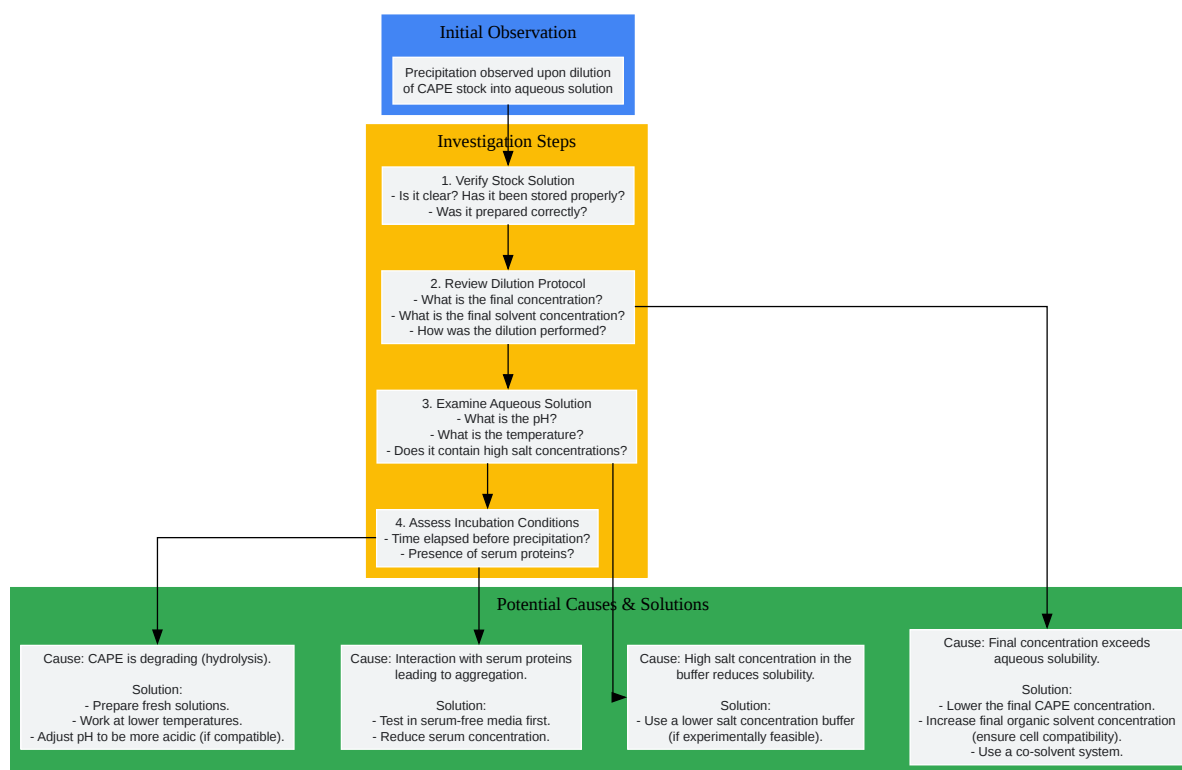 Initial Observation
Precipitation observed upon dilution
of CAPE stock into aqueous solution
Investigation Steps
1. Verify Stock Solution
- Is it clear? Has it been stored properly?
- Was it prepared correctly?
2. Review Dilution Protocol
- What is the final concentration?
- What is the final solvent concentration?
- How was the dilution performed?
3. Examine Aqueous Solution
- What is the pH?
- What is the temperature?
- Does it contain high salt concentrations?
4. Assess Incubation Conditions
- Time elapsed before precipitation?
- Presence of serum proteins?
Potential Causes & Solutions
Cause: CAPE is degrading (hydrolysis).
Solution:
- Prepare fresh solutions.
- Work at lower temperatures.
- Adjust pH to be more acidic (if compatible).
Cause: Interaction with serum proteins
leading to aggregation.
Solution:
- Test in serum-free media first.
- Reduce serum concentration.
Cause: High salt concentration in the
buffer reduces solubility.
Solution:
- Use a lower salt concentration buffer
(if experimentally feasible).
Cause: Final concentration exceeds
aqueous solubility.
Solution:
- Lower the final CAPE concentration.
- Increase final organic solvent concentration
(ensure cell compatibility).
- Use a co-solvent system.